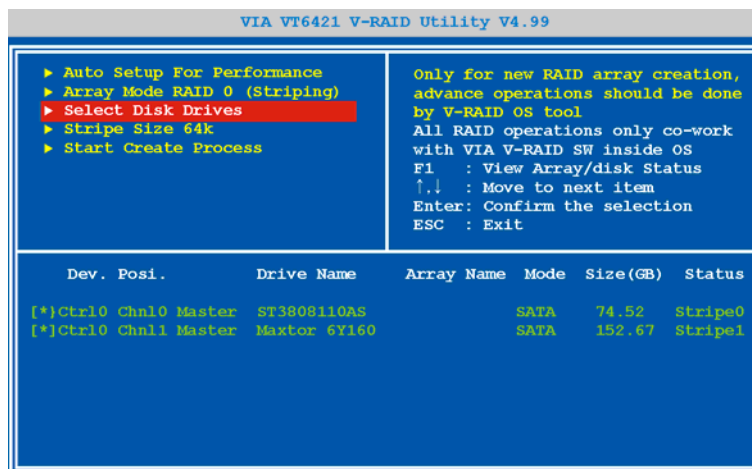 VIA VT6421 V-RAID Utility V4.99
▶ Auto Setup For Performance
▶ Array Mode RAID 0 (Striping)
▶ Select Disk Drives
▶ Stripe Size 64k
▶ Start Create Process
Only for new RAID array creation,
advance operations should be done
by V-RAID OS tool
All RAID operations only co-work
with VIA V-RAID SW inside OS
F1 : View Array/disk Status
↑.↓ : Move to next item
Enter: Confirm the selection
ESC : Exit
Dev. Posi. Drive Name Array Name Mode Size(GB) Status
[*}Ctrl0 Chnl0 Master ST3808110AS SATA 74.52 Stripe0
[*]Ctrl0 Chnl1 Master Maxtor 6Y160 SATA 152.67 Stripe1